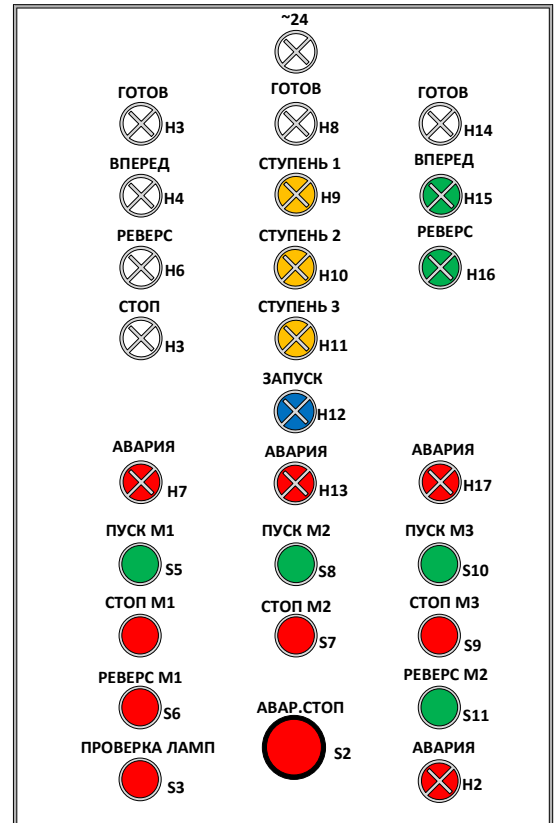 ~24
ГОТОВ ГОТОВ ГОТОВ
H3 H8 H14
ВПЕРЕД СТУПЕНЬ 1 ВПЕРЕД
H4 H9 H15
РЕВЕРС СТУПЕНЬ 2 РЕВЕРС
H6 H10 H16
СТОП СТУПЕНЬ 3
H3 H11
ЗАПУСК
H12
АВАРИЯ АВАРИЯ АВАРИЯ
H7 H13 H17
ПУСК М1 ПУСК М2 ПУСК М3
S5 S8 S10
СТОП М1 СТОП М2 СТОП М3
S7 S9
РЕВЕРС М1 РЕВЕРС М2
S6 S11
АВАР.СТОП
S2
ПРОВЕРКА ЛАМП АВАРИЯ
S3 H2